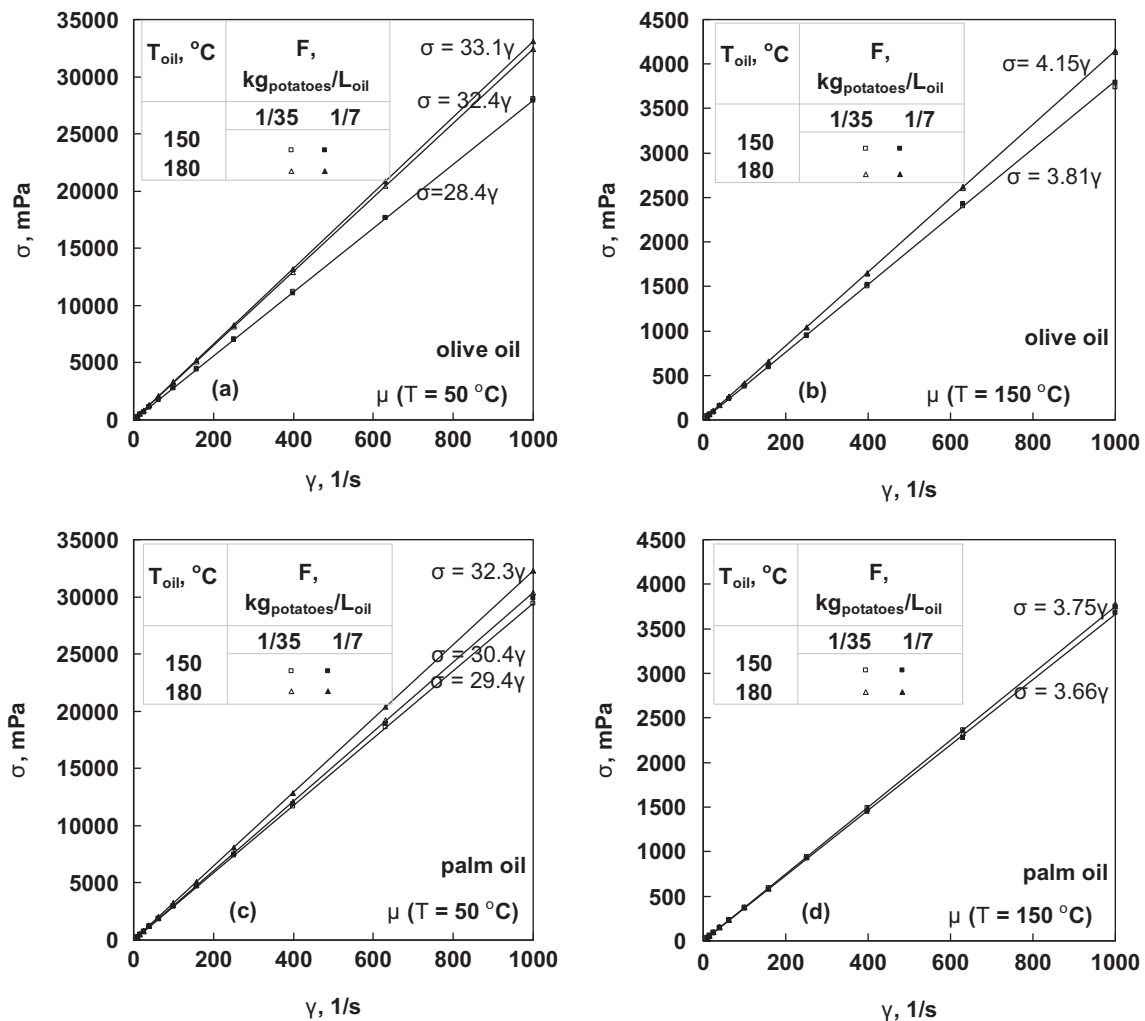 35000
30000
25000
20000
15000
10000
5000
0
σ, mPa
T_oil, °C F,
kg_potatoes/L_oil
1/35 1/7
150
180
σ = 33.1γ
σ = 32.4γ
σ=28.4γ
olive oil
(a) μ (T = 50 °C)
0 200 400 600 800 1000
γ, 1/s
4500
4000
3500
3000
2500
2000
1500
1000
500
0
σ, mPa
T_oil, °C F,
kg_potatoes/L_oil
1/35 1/7
150
180
σ= 4.15γ
σ = 3.81γ
olive oil
(b) μ (T = 150 °C)
0 200 400 600 800 1000
γ, 1/s
35000
30000
25000
20000
15000
10000
5000
0
σ, mPa
T_oil, °C F,
kg_potatoes/L_oil
1/35 1/7
150
180
σ = 32.3γ
σ = 30.4γ
σ = 29.4γ
palm oil
(c) μ (T = 50 °C)
0 200 400 600 800 1000
γ, 1/s
4500
4000
3500
3000
2500
2000
1500
1000
500
0
σ, mPa
T_oil, °C F,
kg_potatoes/L_oil
1/35 1/7
150
180
σ = 3.75γ
σ = 3.66γ
palm oil
(d) μ (T = 150 °C)
0 200 400 600 800 1000
γ, 1/s